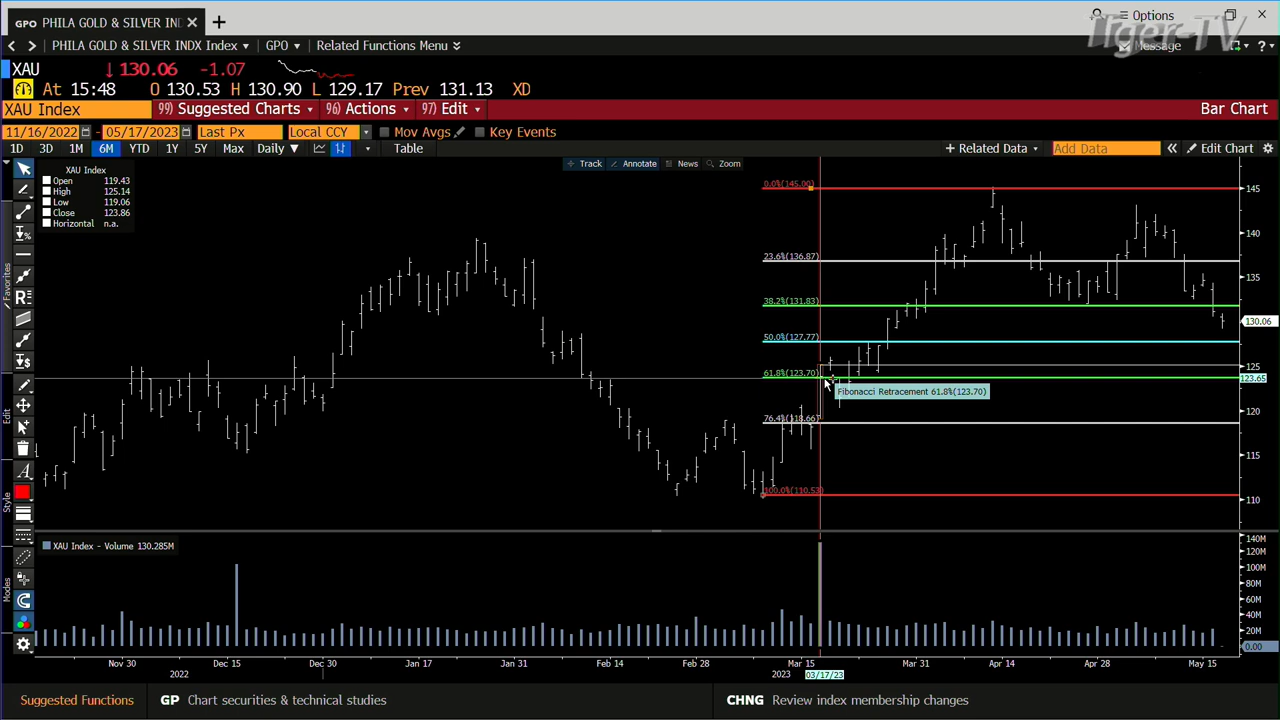 GPO PHILA GOLD & SILVER IND × +
Options
Tiger-TV
PHILA GOLD & SILVER INDX Index GPO Related Functions Menu
Message
?
XAU ↓130.06 -1.07
At 15:48 O 130.53 H 130.90 L 129.17 Prev 131.13 XD
XAU Index 99) Suggested Charts 96) Actions 97) Edit Bar Chart
11/16/2022 - 05/17/2023 Last Px Local CCY Mov Avgs Key Events
1D 3D 1M 6M YTD 1Y 5Y Max Daily ▼ Table + Related Data Add Data « Edit Chart
Track Annotate News Zoom
XAU Index
Open 119.43
High 125.14
Low 119.06
Close 123.86
Horizontal n.a.
0.0%(145.00)
23.6%(136.87)
38.2%(131.83)
50.0%(127.77)
61.8%(123.70)
Fibonacci Retracement 61.8%(123.70)
76.4%(118.66)
100.0%(110.53)
145
140
135
130.06
125
123.65
120
115
110
Favorites
Edit
Style
Modes
XAU Index - Volume 130.285M
140M
120M
100M
80M
60M
40M
20M
0.00
Nov 30 Dec 15 Dec 30 Jan 17 Jan 31 Feb 14 Feb 28 Mar 15 Mar 31 Apr 14 Apr 28 May 15
2022 2023 03/17/23
Suggested Functions GP Chart securities & technical studies CHNG Review index membership changes